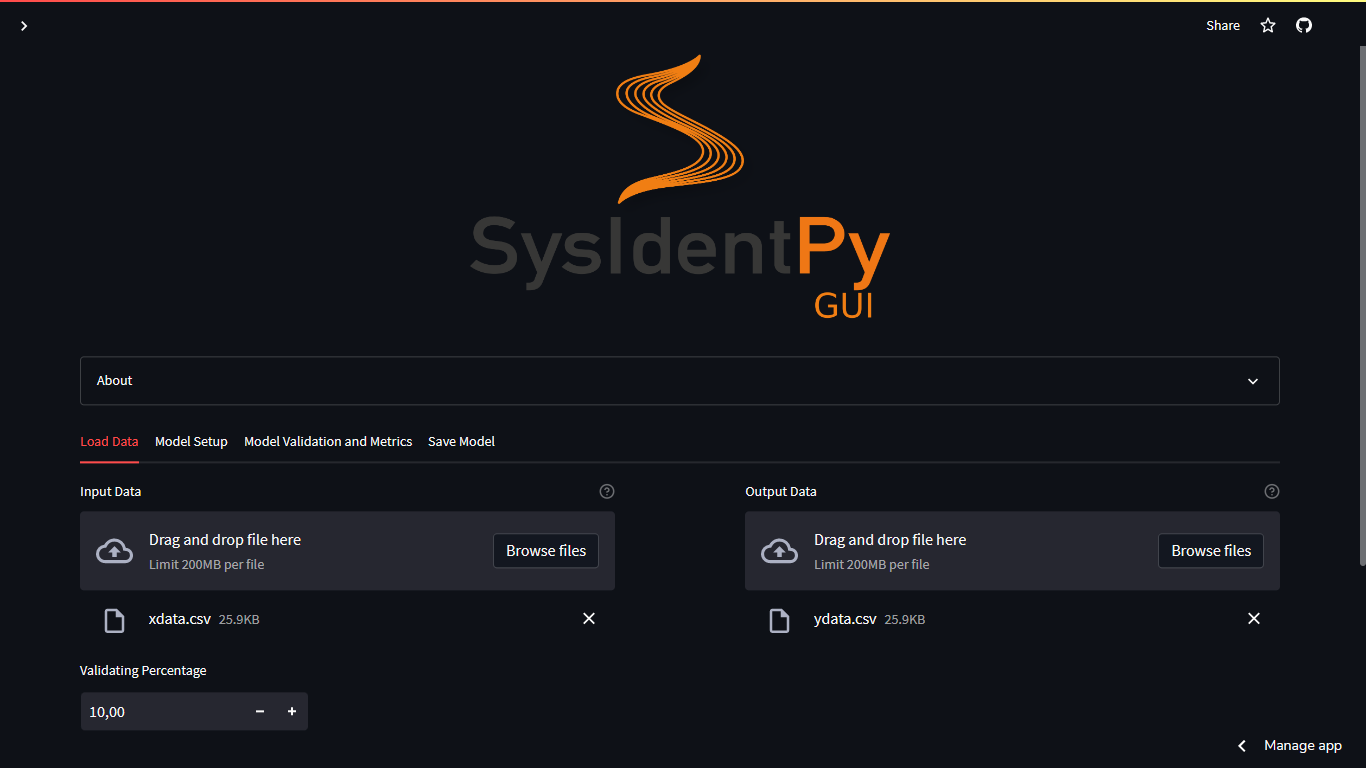 Share
SysIdentPy
GUI
About
Load Data Model Setup Model Validation and Metrics Save Model
Input Data
Output Data
Drag and drop file here
Limit 200MB per file
Browse files
Drag and drop file here
Limit 200MB per file
Browse files
xdata.csv 25.9KB
ydata.csv 25.9KB
Validating Percentage
10,00
Manage app